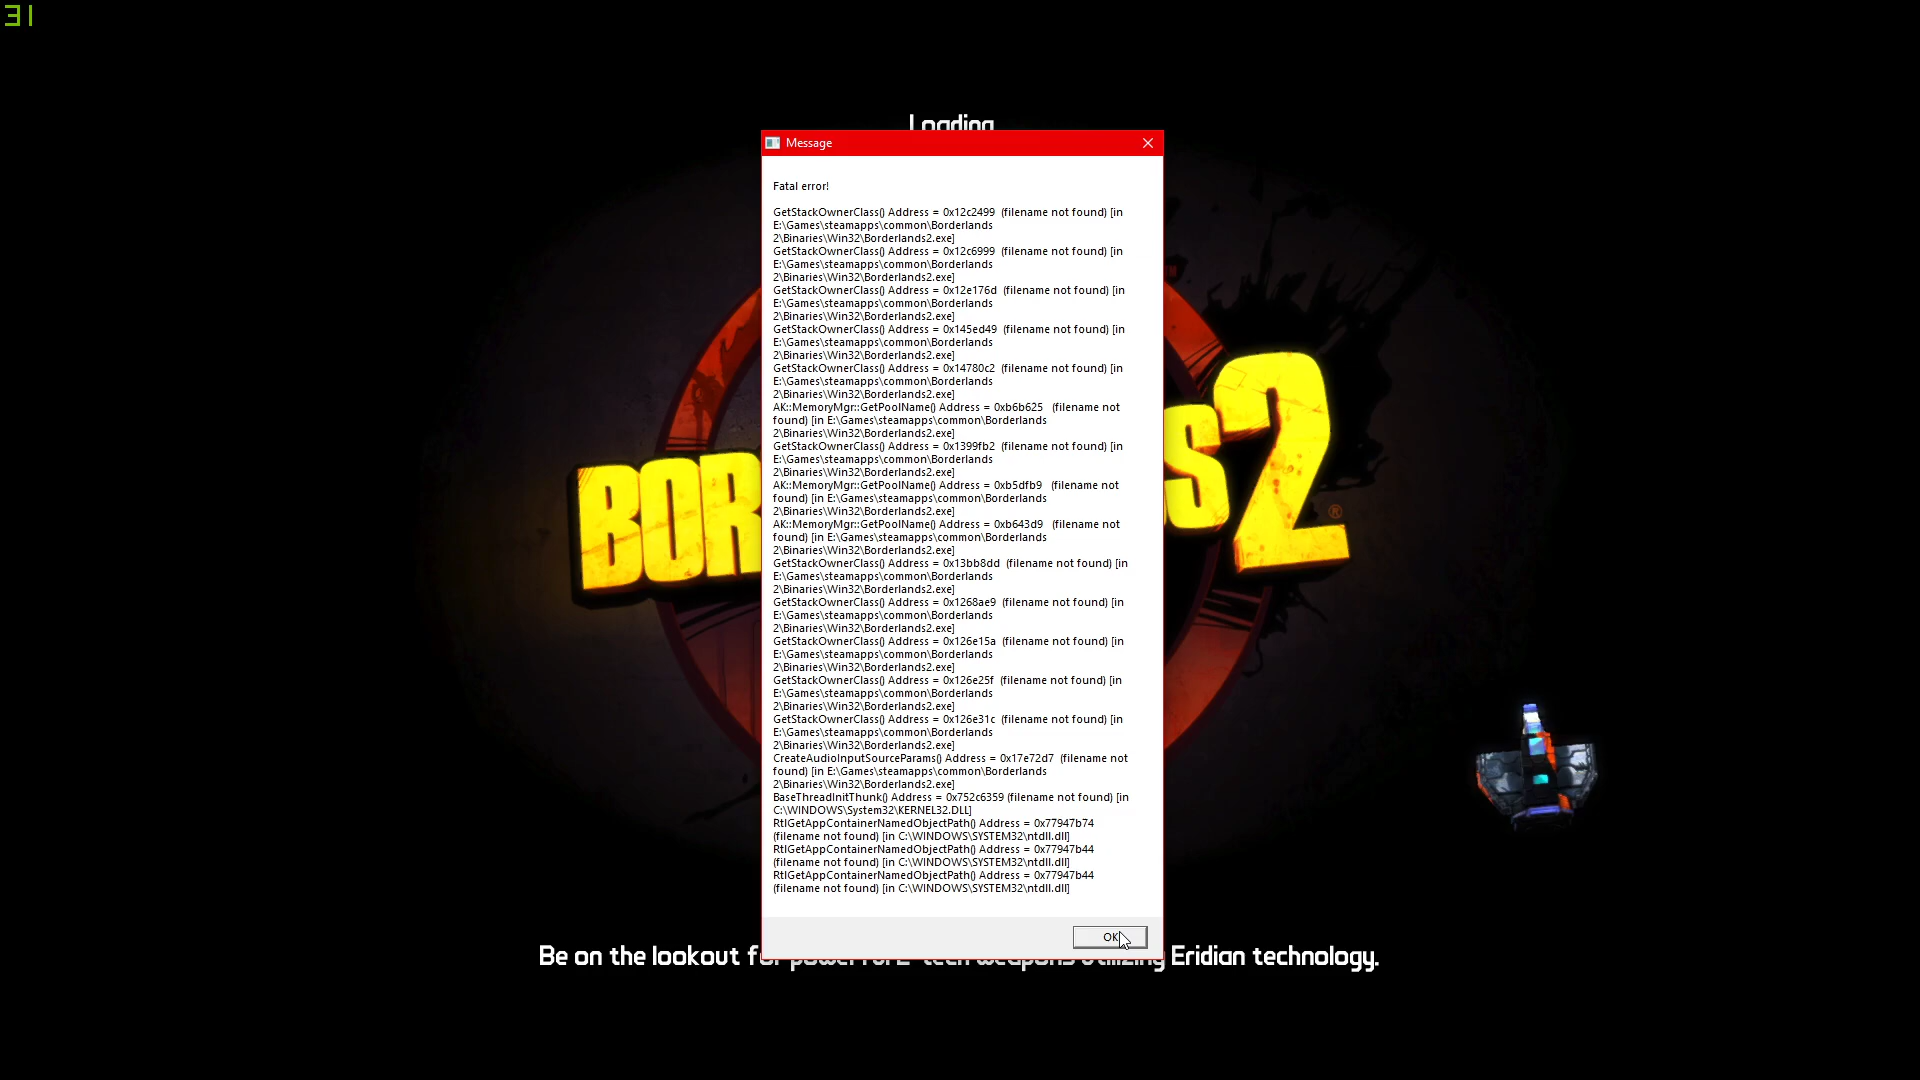 31
Loading
Message
Fatal error!
GetStackOwnerClass() Address = 0x12c2499 (filename not found) [in
E:\Games\steamapps\common\Borderlands
2\Binaries\Win32\Borderlands2.exe]
GetStackOwnerClass() Address = 0x12c6999 (filename not found) [in
E:\Games\steamapps\common\Borderlands
2\Binaries\Win32\Borderlands2.exe]
GetStackOwnerClass() Address = 0x12e176d (filename not found) [in
E:\Games\steamapps\common\Borderlands
2\Binaries\Win32\Borderlands2.exe]
GetStackOwnerClass() Address = 0x145ed49 (filename not found) [in
E:\Games\steamapps\common\Borderlands
2\Binaries\Win32\Borderlands2.exe]
GetStackOwnerClass() Address = 0x14780c2 (filename not found) [in
E:\Games\steamapps\common\Borderlands
2\Binaries\Win32\Borderlands2.exe]
AK::MemoryMgr::GetPoolName() Address = 0xb6b625 (filename not
found) [in E:\Games\steamapps\common\Borderlands
2\Binaries\Win32\Borderlands2.exe]
GetStackOwnerClass() Address = 0x1399fb2 (filename not found) [in
E:\Games\steamapps\common\Borderlands
2\Binaries\Win32\Borderlands2.exe]
AK::MemoryMgr::GetPoolName() Address = 0xb5dfb9 (filename not
found) [in E:\Games\steamapps\common\Borderlands
2\Binaries\Win32\Borderlands2.exe]
AK::MemoryMgr::GetPoolName() Address = 0xb643d9 (filename not
found) [in E:\Games\steamapps\common\Borderlands
2\Binaries\Win32\Borderlands2.exe]
GetStackOwnerClass() Address = 0x13bb8dd (filename not found) [in
E:\Games\steamapps\common\Borderlands
2\Binaries\Win32\Borderlands2.exe]
GetStackOwnerClass() Address = 0x1268ae9 (filename not found) [in
E:\Games\steamapps\common\Borderlands
2\Binaries\Win32\Borderlands2.exe]
GetStackOwnerClass() Address = 0x126e15a (filename not found) [in
E:\Games\steamapps\common\Borderlands
2\Binaries\Win32\Borderlands2.exe]
GetStackOwnerClass() Address = 0x126e25f (filename not found) [in
E:\Games\steamapps\common\Borderlands
2\Binaries\Win32\Borderlands2.exe]
GetStackOwnerClass() Address = 0x126e31c (filename not found) [in
E:\Games\steamapps\common\Borderlands
2\Binaries\Win32\Borderlands2.exe]
CreateAudioInputSourceParams() Address = 0x17e72d7 (filename not
found) [in E:\Games\steamapps\common\Borderlands
2\Binaries\Win32\Borderlands2.exe]
BaseThreadInitThunk() Address = 0x752c6359 (filename not found) [in
C:\WINDOWS\System32\KERNEL32.DLL]
RtlGetAppContainerNamedObjectPath() Address = 0x77947b74
(filename not found) [in C:\WINDOWS\SYSTEM32\ntdll.dll]
RtlGetAppContainerNamedObjectPath() Address = 0x77947b44
(filename not found) [in C:\WINDOWS\SYSTEM32\ntdll.dll]
RtlGetAppContainerNamedObjectPath() Address = 0x77947b44
(filename not found) [in C:\WINDOWS\SYSTEM32\ntdll.dll]
OK
BOR S2 ®
Be on the lookout for powerful E-tech weapons utilizing Eridian technology.